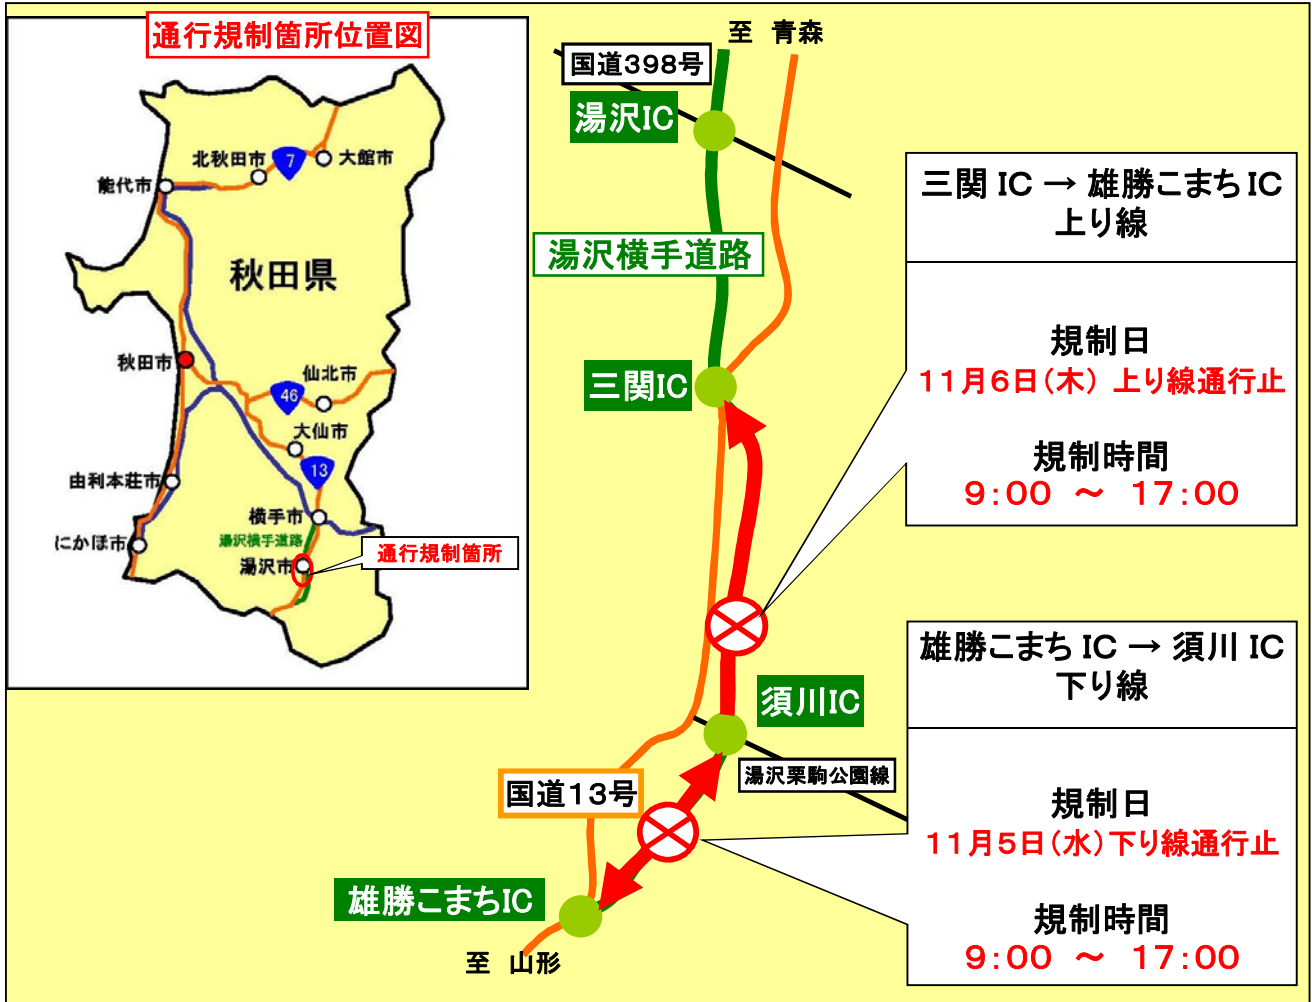 通行規制箇所位置図
北秋田市
7
大館市
能代市
秋田県
秋田市
仙北市
46
大仙市
13
由利本荘市
横手市
にかほ市
湯沢横手道路
湯沢市
通行規制箇所
至 青森
国道398号
湯沢IC
湯沢横手道路
三関IC
須川IC
湯沢栗駒公園線
国道13号
雄勝こまちIC
至 山形
三関 IC → 雄勝こまち IC
上り線
規制日
11月6日(木) 上り線通行止
規制時間
9:00 ～ 17:00
雄勝こまち IC → 須川 IC
下り線
規制日
11月5日(水)下り線通行止
規制時間
9:00 ～ 17:00